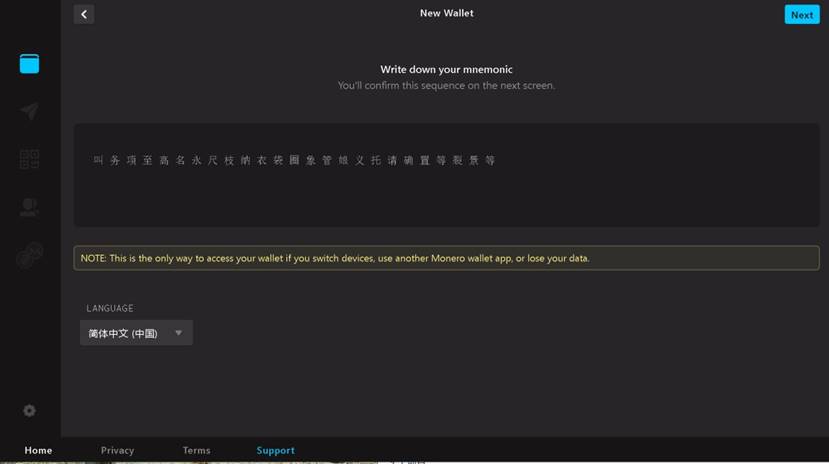 New Wallet
Next
Write down your mnemonic
You'll confirm this sequence on the next screen.
叫 务 项 至 高 名 永 尺 枝 纳 衣 袋 圈 象 管 娘 义 托 请 确 置 等 裂 景 等
NOTE: This is the only way to access your wallet if you switch devices, use another Monero wallet app, or lose your data.
LANGUAGE
简体中文 (中国)
Home Privacy Terms Support